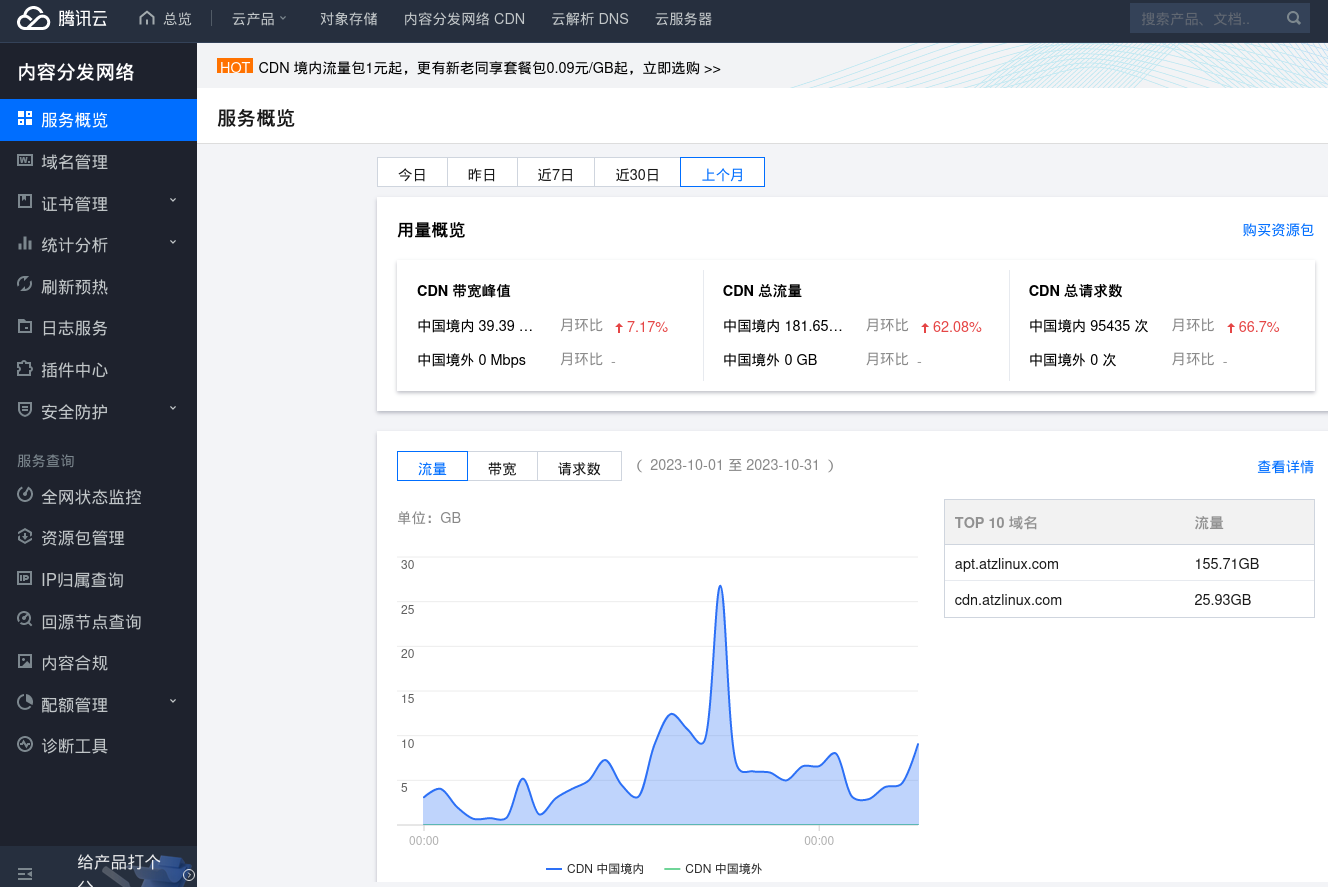 腾讯云 总览 云产品 对象存储 内容分发网络 CDN 云解析 DNS 云服务器 搜索产品、文档..
内容分发网络
服务概览
域名管理
证书管理
统计分析
刷新预热
日志服务
插件中心
安全防护
服务查询
全网状态监控
资源包管理
IP归属查询
回源节点查询
内容合规
配额管理
诊断工具
给产品打个
HOT CDN 境内流量包1元起，更有新老同享套餐包0.09元/GB起，立即选购 >>
服务概览
今日 昨日 近7日 近30日 上个月
用量概览 购买资源包
CDN 带宽峰值
中国境内 39.39 ... 月环比 7.17%
中国境外 0 Mbps 月环比 -
CDN 总流量
中国境内 181.65... 月环比 62.08%
中国境外 0 GB 月环比 -
CDN 总请求数
中国境内 95435 次 月环比 66.7%
中国境外 0 次 月环比 -
流量 带宽 请求数 （ 2023-10-01 至 2023-10-31 ） 查看详情
单位：GB
30
25
20
15
10
5
00:00 00:00
CDN 中国境内 CDN 中国境外
TOP 10 域名 流量
apt.atzlinux.com 155.71GB
cdn.atzlinux.com 25.93GB